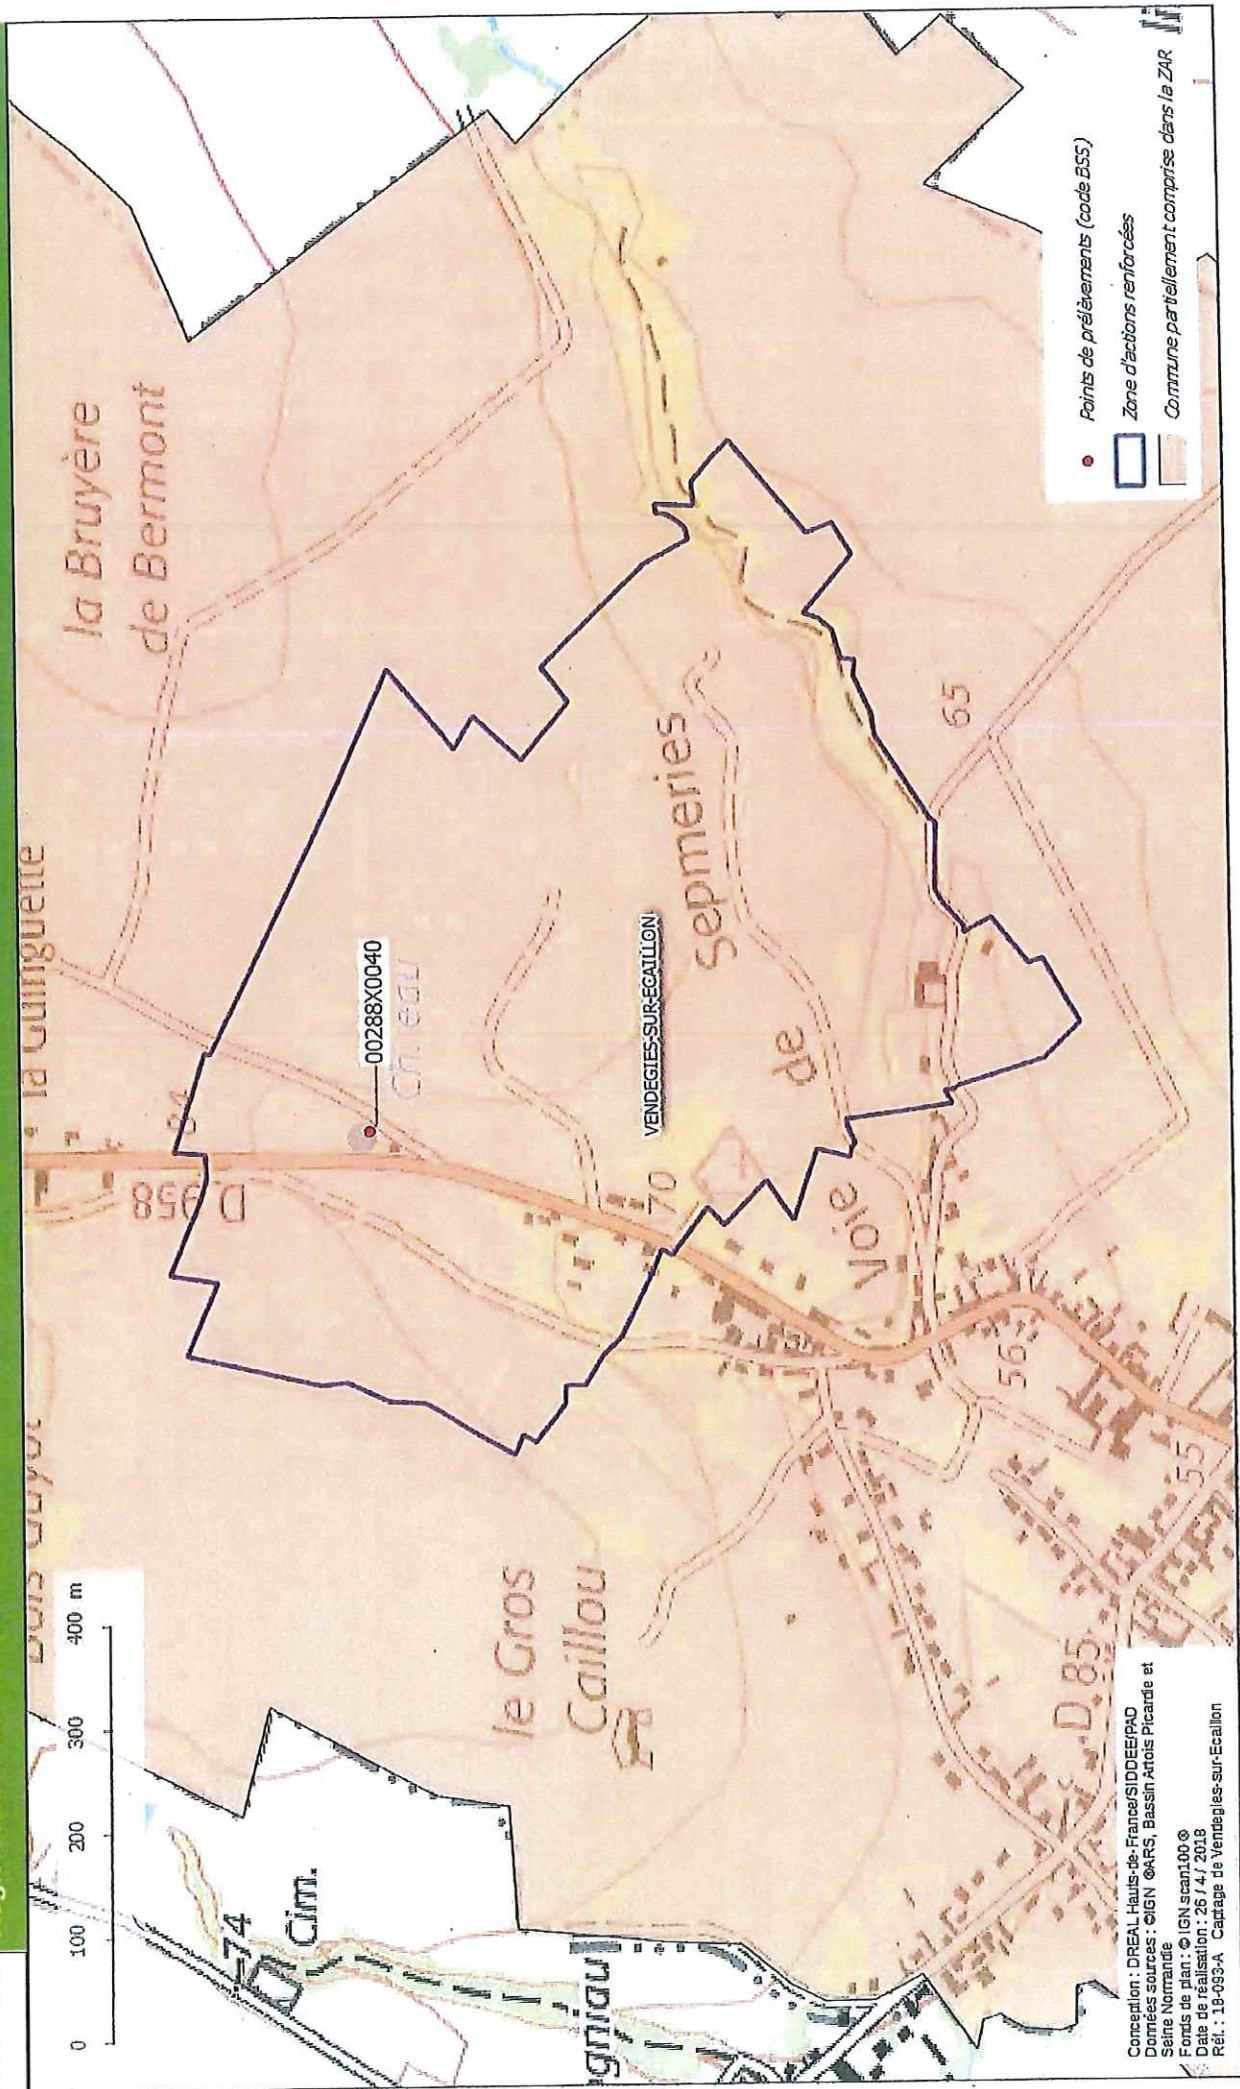 la Bruyère
de Bermont
la Guinguette
84
D 958
00288X0040
Ch. eau
VENDEGIES-SUR-ECAILLON
Sepmeries
de
Voie
70
65
56
55
D 85
le Gros
Caillou
74
Cim.
0 100 200 300 400 m
Points de prélèvements (code BSS)
Zone d'actions renforcées
Commune partiellement comprise dans la ZAR
Conception : DREAL Hauts-de-France/SIDDEE/PAD
Données sources : ©IGN ©ARS, Bassin Artois Picardie et
Seine Normandie
Fonds de plan : © IGN scan100 ®
Date de réalisation : 26 / 4 / 2018
Réf. : 18-093-A Captage de Vendegies-sur-Ecaillon